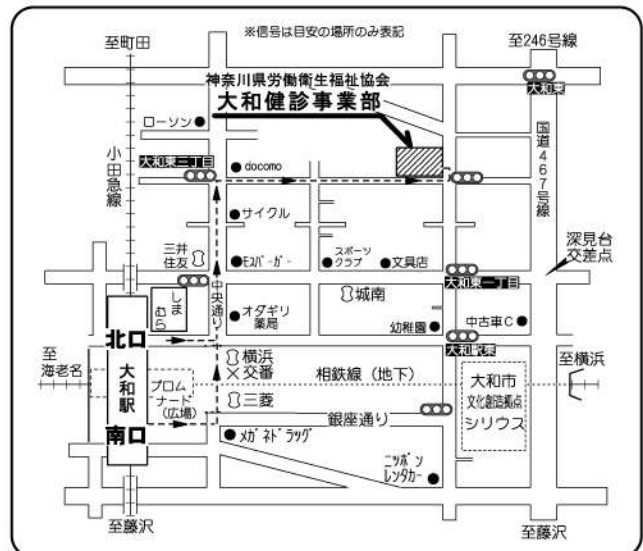 ※信号は目安の場所のみ表記
至町田
至246号線
大和東
神奈川県労働衛生福祉協会
大和健診事業部
ローソン
小田急線
大和東三丁目
docomo
国道467号線
サイクル
三井
住友
モスバーガー
スポーツ
クラブ
文具店
深見台
交差点
大和東一丁目
しまむら
中央通り
オダギリ
薬局
城南
幼稚園
中古車C
大和駅東
北口
至
海老名
大和駅
プロム
ナード(広場)
横浜
交番
相鉄線(地下)
大和市
文化創造拠点
シリウス
至横浜
三菱
銀座通り
南口
メガネドラッグ
ニッポン
レンタカー
至藤沢
至藤沢